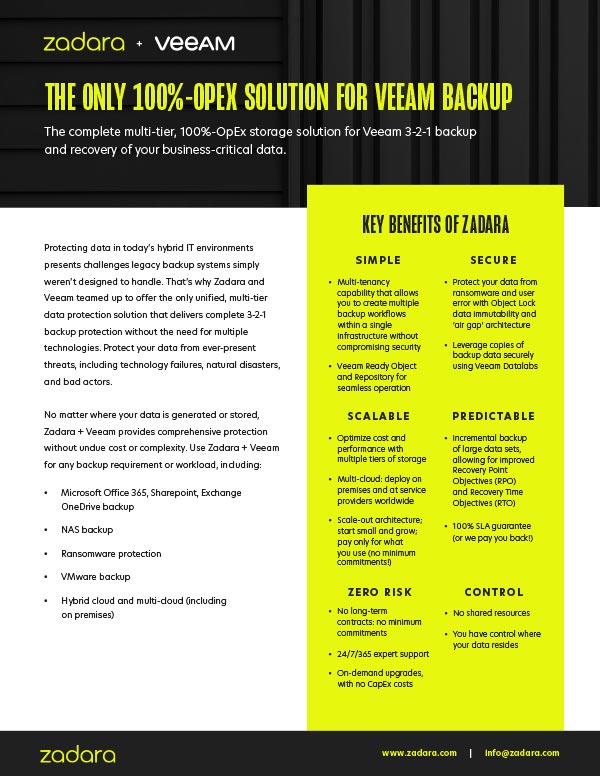 zadara + veeAM
THE ONLY 100%-OPEX SOLUTION FOR VEEAM BACKUP
The complete multi-tier, 100%-OpEx storage solution for Veeam 3-2-1 backup
and recovery of your business-critical data.
Protecting data in today's hybrid IT environments
presents challenges legacy backup systems simply
weren't designed to handle. That's why Zadara and
Veeam teamed up to offer the only unified, multi-tier
data protection solution that delivers complete 3-2-1
backup protection without the need for multiple
technologies. Protect your data from ever-present
threats, including technology failures, natural disasters,
and bad actors.
No matter where your data is generated or stored,
Zadara + Veeam provides comprehensive protection
without undue cost or complexity. Use Zadara + Veeam
for any backup requirement or workload, including:
• Microsoft Office 365, Sharepoint, Exchange
OneDrive backup
• NAS backup
• Ransomware protection
• VMware backup
• Hybrid cloud and multi-cloud (including
on premises)
KEY BENEFITS OF ZADARA
SIMPLE
• Multi-tenancy
capability that allows
you to create multiple
backup workflows
within a single
infrastructure without
compromising security
• Veeam Ready Object
and Repository for
seamless operation
SECURE
• Protect your data from
ransomware and user
error with Object Lock
data immutability and
'air gap' architecture
• Leverage copies of
backup data securely
using Veeam Datalabs
SCALABLE
• Optimize cost and
performance with
multiple tiers of storage
• Multi-cloud: deploy on
premises and at service
providers worldwide
• Scale-out architecture;
start small and grow;
pay only for what
you use (no minimum
commitments!)
PREDICTABLE
• Incremental backup
of large data sets,
allowing for improved
Recovery Point
Objectives (RPO)
and Recovery Time
Objectives (RTO)
• 100% SLA guarantee
(or we pay you back!)
ZERO RISK
• No long-term
contracts: no minimum
commitments
• 24/7/365 expert support
• On-demand upgrades,
with no CapEx costs
CONTROL
• No shared resources
• You have control where
your data resides
zadara
www.zadara.com | info@zadara.com